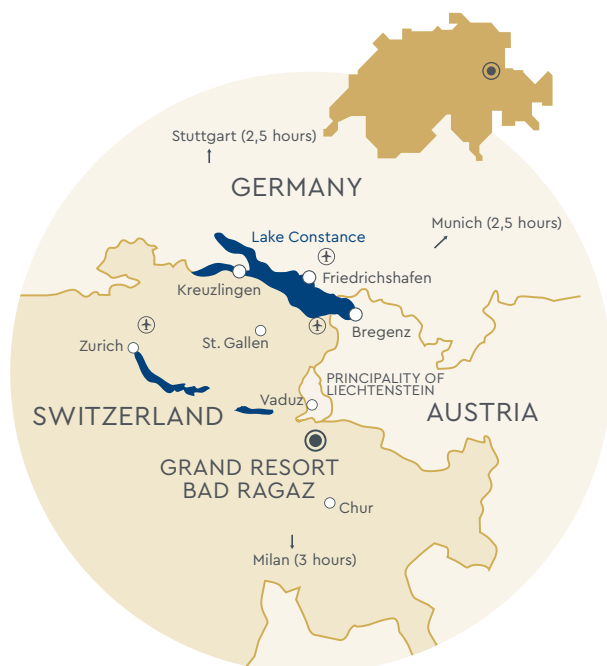 Stuttgart (2,5 hours)
GERMANY
Munich (2,5 hours)
Lake Constance
Friedrichshafen
Kreuzlingen
Bregenz
St. Gallen
Zurich
PRINCIPALITY OF
LIECHTENSTEIN
Vaduz
SWITZERLAND
AUSTRIA
GRAND RESORT
BAD RAGAZ
Chur
Milan (3 hours)